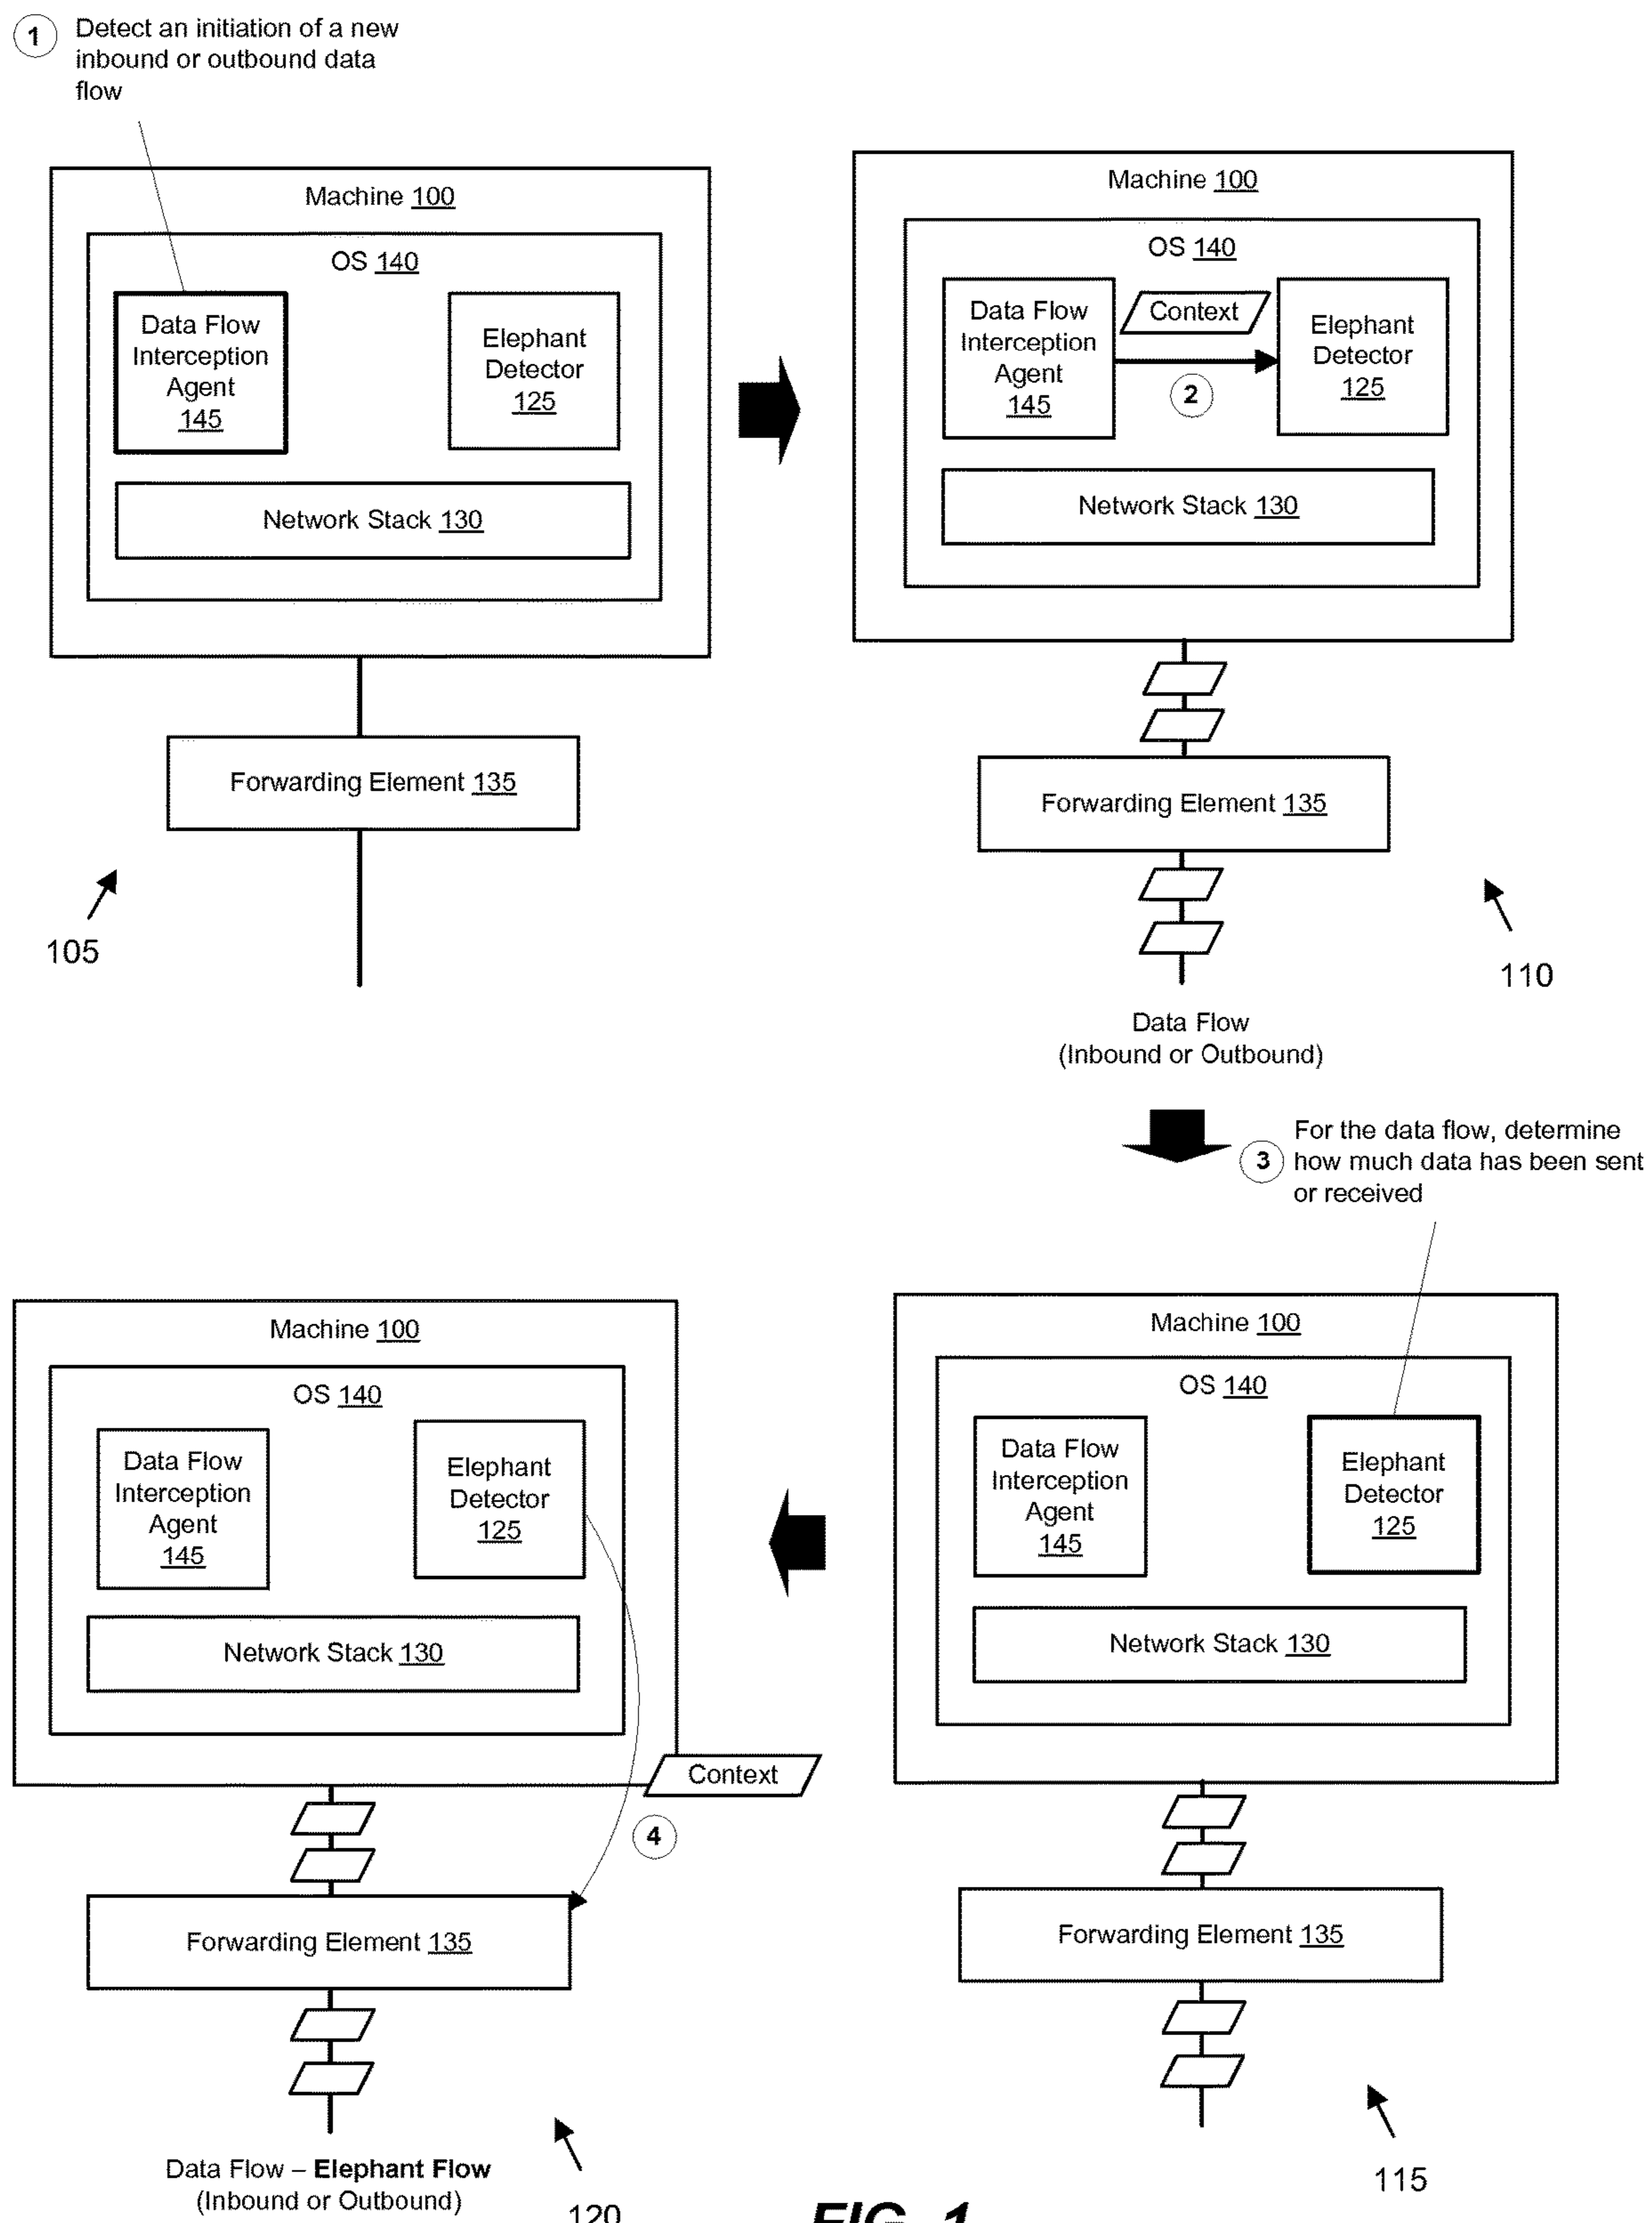 1
Detect an initiation of a new
inbound or outbound data
flow
Machine 100
OS 140
Data Flow
Interception
Agent
145
Elephant
Detector
125
Network Stack 130
Forwarding Element 135
105
Machine 100
OS 140
Data Flow
Interception
Agent
145
Context
2
Elephant
Detector
125
Network Stack 130
Forwarding Element 135
110
Data Flow
(Inbound or Outbound)
3
For the data flow, determine
how much data has been sent
or received
Machine 100
OS 140
Data Flow
Interception
Agent
145
Elephant
Detector
125
Network Stack 130
Forwarding Element 135
115
Machine 100
OS 140
Data Flow
Interception
Agent
145
Elephant
Detector
125
Network Stack 130
Context
4
Forwarding Element 135
Data Flow – Elephant Flow
(Inbound or Outbound)
120
FIG. 1